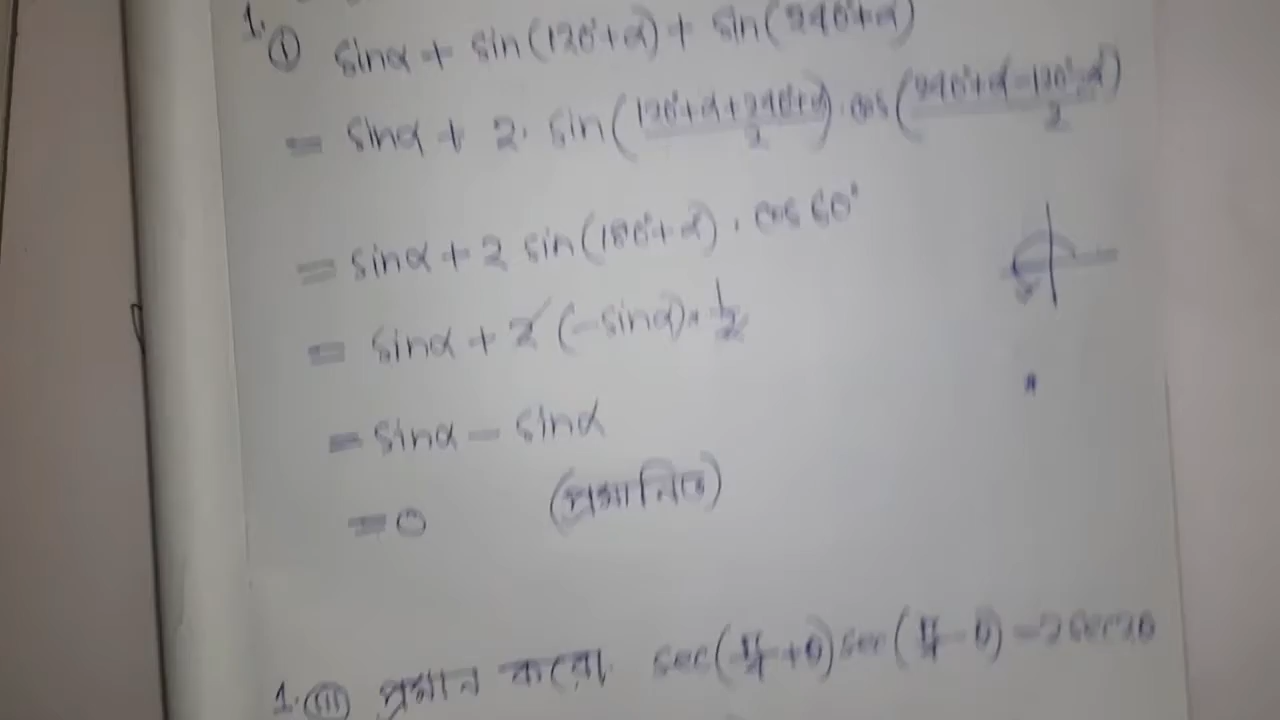 1.
(i) sinα + sin(120°+α) + sin(240°+α)
= sinα + 2. sin(120°+α+240°+α/2).cos(240°+α-120°-α/2)
= sinα + 2 sin(180°+α) . cos 60°
= sinα + 2 (-sinα). 1/2
= sinα - sinα
= 0 (প্রমানিত)
1. (iii) প্রমান করো sec(π/4+θ) sec(π/4-θ) = 2sec2θ